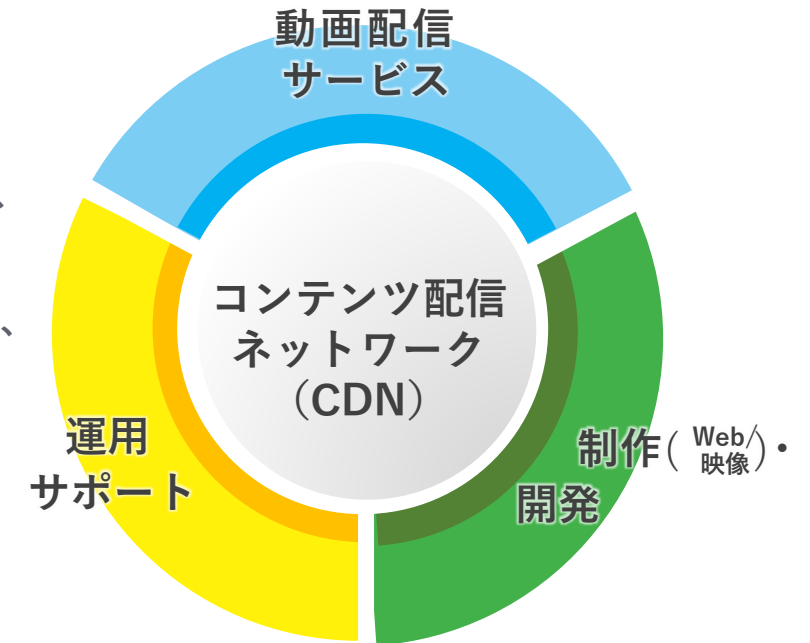 動画配信
サービス
コンテンツ配信
ネットワーク
（CDN）
、
、
運用
サポート
制作(Web/映像)・
開発